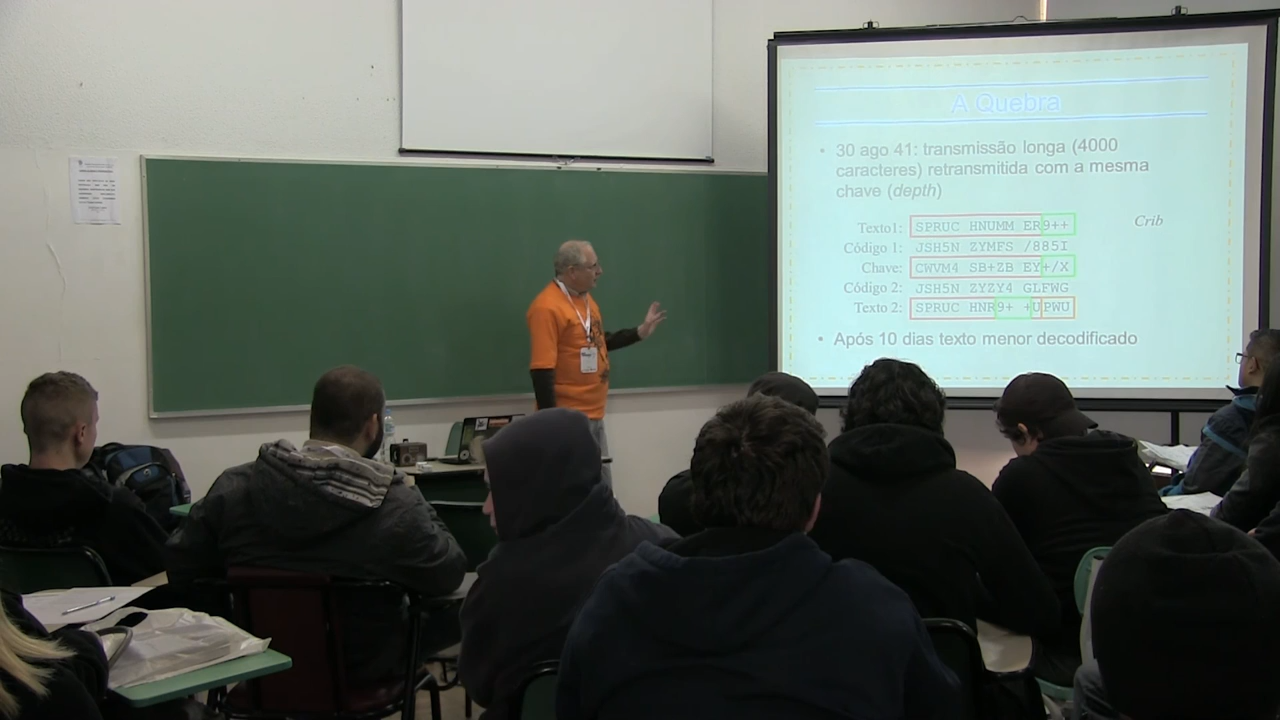 A Quebra
• 30 ago 41: transmissão longa (4000
caracteres) retransmitida com a mesma
chave (depth)
Texto1: SPRUC HNUMM ER9++ Crib
Código 1: JSH5N ZYMFS /885I
Chave: CWVM4 SB+ZB EY+/X
Código 2: JSH5N ZYZY4 GLFWG
Texto 2: SPRUC HNR9+ +UPWU
• Após 10 dias texto menor decodificado